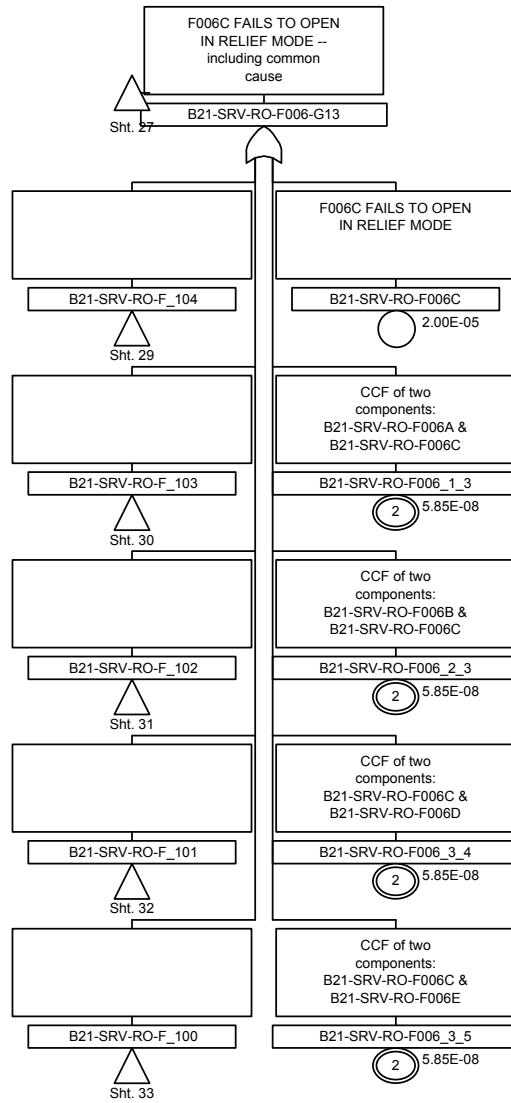 F006C FAILS TO OPEN
IN RELIEF MODE --
including common
cause
Sht. 27
B21-SRV-RO-F006-G13
B21-SRV-RO-F_104
Sht. 29
F006C FAILS TO OPEN
IN RELIEF MODE
B21-SRV-RO-F006C
2.00E-05
B21-SRV-RO-F_103
Sht. 30
CCF of two
components:
B21-SRV-RO-F006A &
B21-SRV-RO-F006C
B21-SRV-RO-F006_1_3
2
5.85E-08
B21-SRV-RO-F_102
Sht. 31
CCF of two
components:
B21-SRV-RO-F006B &
B21-SRV-RO-F006C
B21-SRV-RO-F006_2_3
2
5.85E-08
B21-SRV-RO-F_101
Sht. 32
CCF of two
components:
B21-SRV-RO-F006C &
B21-SRV-RO-F006D
B21-SRV-RO-F006_3_4
2
5.85E-08
B21-SRV-RO-F_100
Sht. 33
CCF of two
components:
B21-SRV-RO-F006C &
B21-SRV-RO-F006E
B21-SRV-RO-F006_3_5
2
5.85E-08